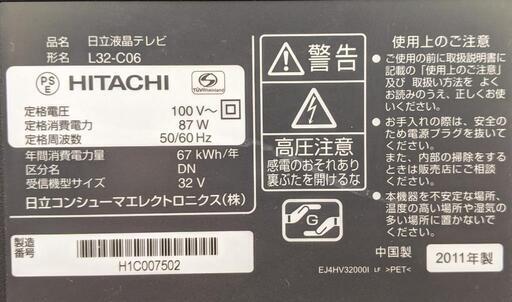 品名 日立液晶テレビ
形名 L32-C06
PS
E
HITACHI
TÜVRheinland
定格電圧 100 V～
定格消費電力 87 W
定格周波数 50/60 Hz
年間消費電力量 67 kWh/年
区分名 DN
受信機型サイズ 32 V
日立コンシューマエレクトロニクス(株)
製造
番号
H1C007502
警告
高圧注意
感電のおそれあり
裏ぶたを開けるな
G
使用上のご注意
●ご使用の前に取扱説明書に
記載の「使用上のご注意」
及び 取扱い方法を よく
お読みのうえ、正しくお使
いください。
●お手入れの際は、安全の
ため電源プラグを抜いて
ください。
また、内部の掃除をする
ときは販売店にご相談
ください。
●本機器を不安定な場所、
温度の高い場所や湿気の
多い場所に置かないで
ください。
中国製
2011年製
EJ4HV32000I LF >PET<